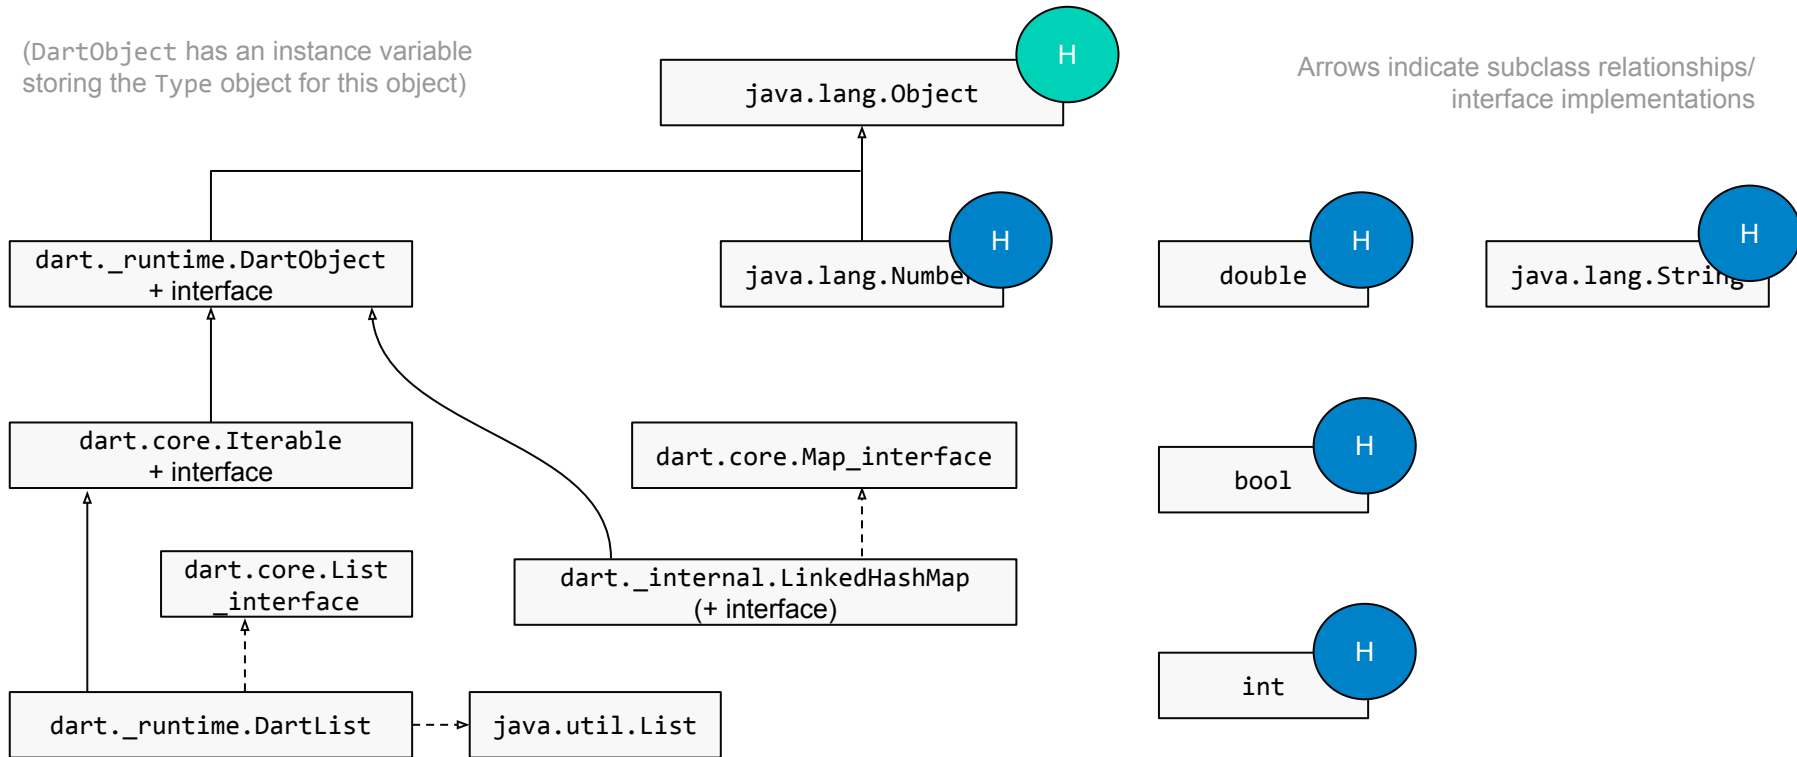 (DartObject has an instance variable
storing the Type object for this object)
H
java.lang.Object
Arrows indicate subclass relationships/
interface implementations
dart._runtime.DartObject
+ interface
H
java.lang.Number
H
double
H
java.lang.String
dart.core.Iterable
+ interface
dart.core.Map_interface
H
bool
dart.core.List
_interface
dart._internal.LinkedHashMap
(+ interface)
H
int
dart._runtime.DartList
java.util.List